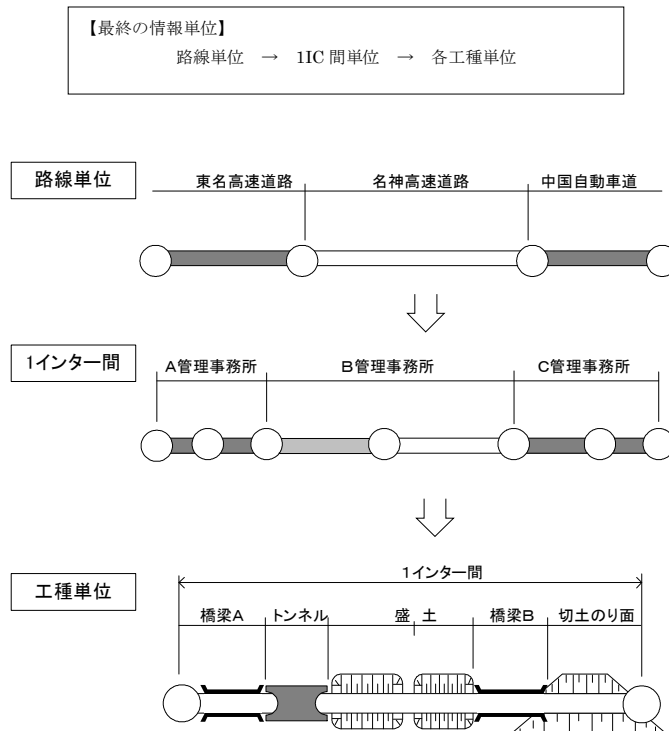 【最終の情報単位】
路線単位 → 1IC 間単位 → 各工種単位
路線単位
東名高速道路 名神高速道路 中国自動車道
1インター間
A管理事務所 B管理事務所 C管理事務所
工種単位
1インター間
橋梁A トンネル 盛 土 橋梁B 切土のり面